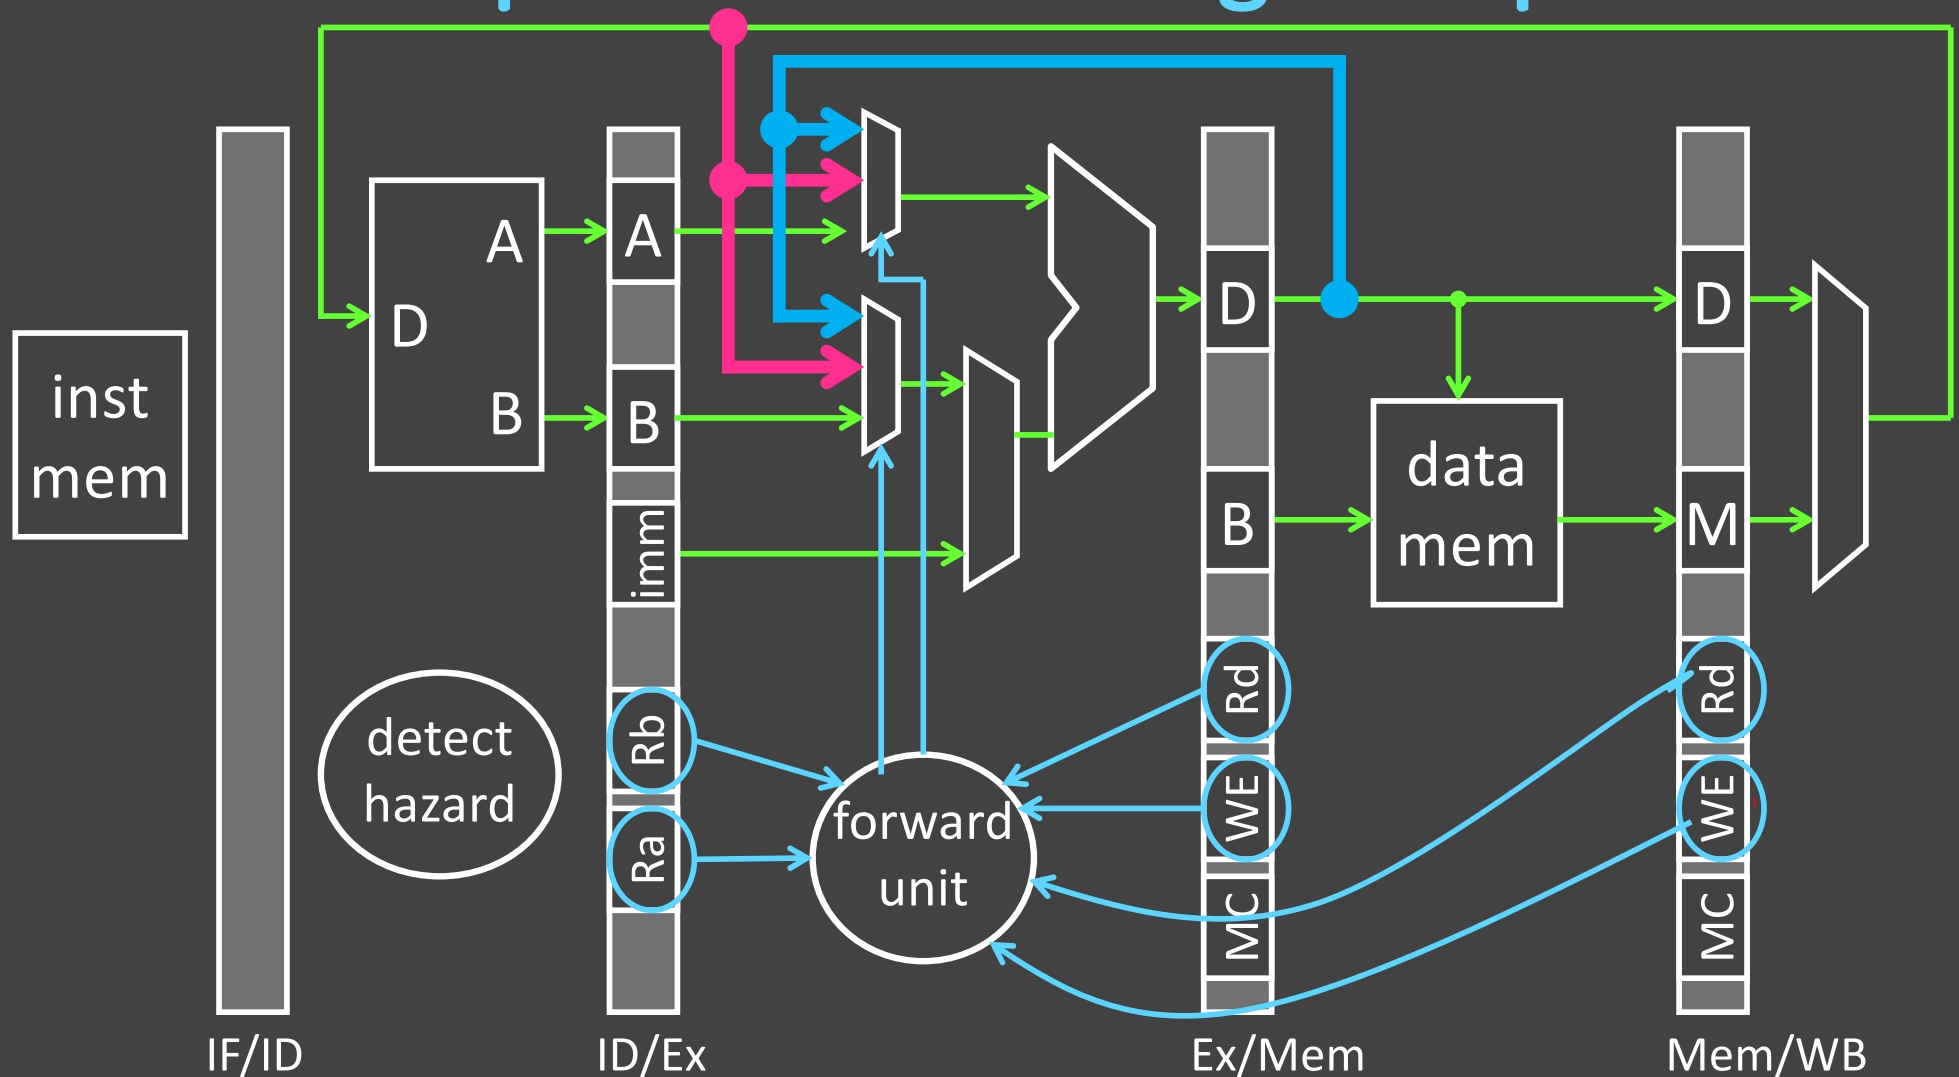 inst
mem
D
A
B
A
B
imm
Rb
Ra
detect
hazard
forward
unit
D
B
Rd
WE
MC
data
mem
D
M
Rd
WE
MC
IF/ID
ID/Ex
Ex/Mem
Mem/WB